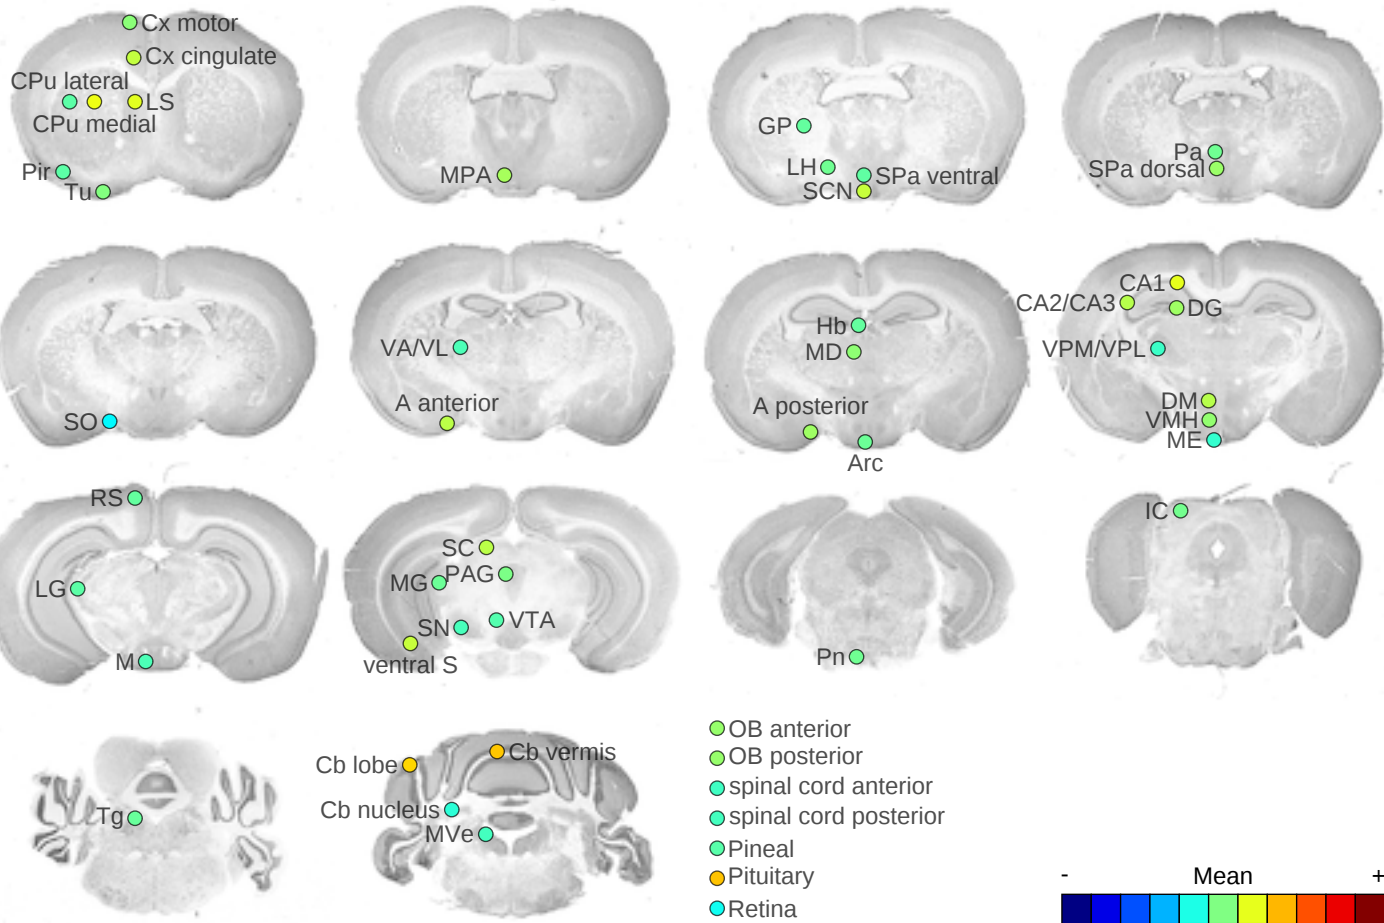 Cx motor
Cx cingulate
CPu lateral
LS
CPu medial
Pir
Tu
MPA
GP
LH
SPa ventral
SCN
Pa
SPa dorsal
SO
VA/VL
A anterior
Hb
MD
A posterior
Arc
CA1
CA2/CA3
DG
VPM/VPL
DM
VMH
ME
RS
LG
M
SC
MG
PAG
SN
VTA
ventral S
Pn
IC
Tg
Cb lobe
Cb vermis
Cb nucleus
MVe
OB anterior
OB posterior
spinal cord anterior
spinal cord posterior
Pineal
Pituitary
Retina
- Mean +